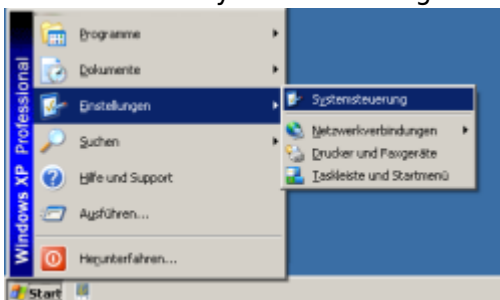 Programme
Dokumente
Einstellungen
Suchen
Hilfe und Support
Ausführen...
Herunterfahren...
Windows XP Professional
Systemsteuerung
Netzwerkverbindungen
Drucker und Faxgeräte
Taskleiste und Startmenü
Start